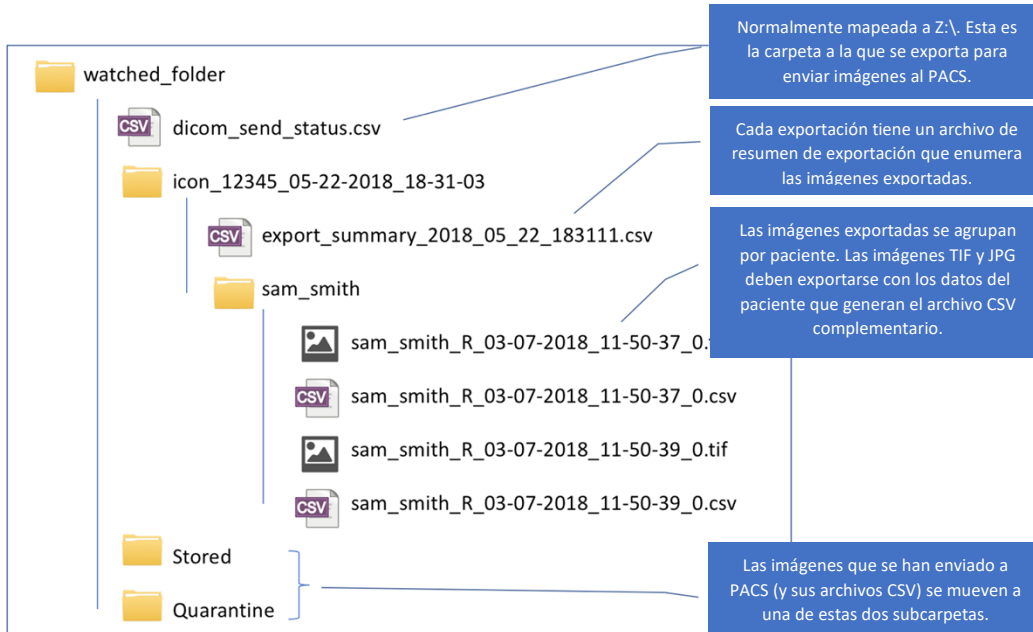 Normalmente mapeada a Z:\. Esta es
la carpeta a la que se exporta para
enviar imágenes al PACS.
watched_folder
CSV
dicom_send_status.csv
Cada exportación tiene un archivo de
resumen de exportación que enumera
las imágenes exportadas.
icon_12345_05-22-2018_18-31-03
CSV
export_summary_2018_05_22_183111.csv
Las imágenes exportadas se agrupan
por paciente. Las imágenes TIF y JPG
deben exportarse con los datos del
paciente que generan el archivo CSV
complementario.
sam_smith
sam_smith_R_03-07-2018_11-50-37_0.
CSV
sam_smith_R_03-07-2018_11-50-37_0.csv
sam_smith_R_03-07-2018_11-50-39_0.tif
CSV
sam_smith_R_03-07-2018_11-50-39_0.csv
Stored
Quarantine
Las imágenes que se han enviado a
PACS (y sus archivos CSV) se mueven a
una de estas dos subcarpetas.